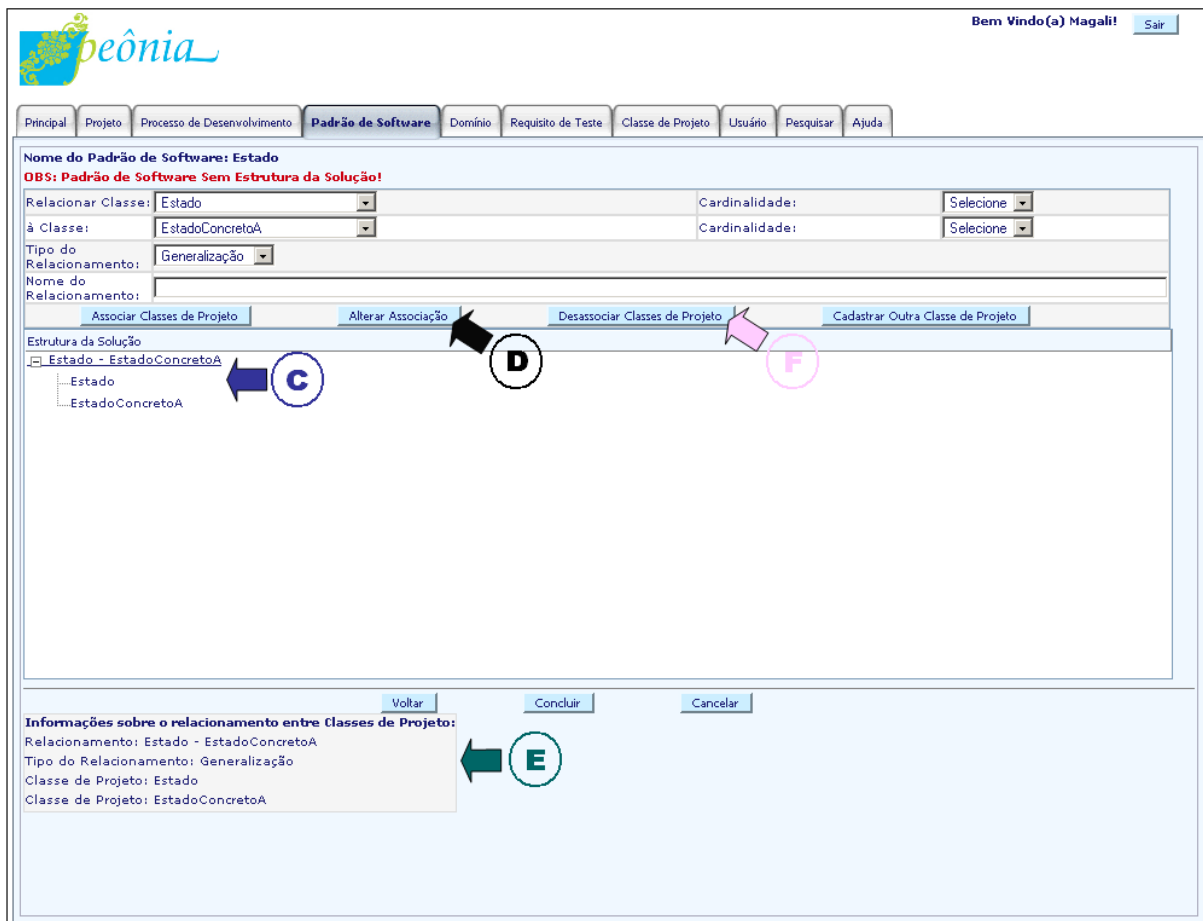 Bem Vindo(a) Magali! Sair
peônia
Principal Projeto Processo de Desenvolvimento Padrão de Software Domínio Requisito de Teste Classe de Projeto Usuário Pesquisar Ajuda
Nome do Padrão de Software: Estado
OBS: Padrão de Software Sem Estrutura da Solução!
Relacionar Classe: Estado Cardinalidade: Selecione
à Classe: EstadoConcretoA Cardinalidade: Selecione
Tipo do
Relacionamento: Generalização
Nome do
Relacionamento:
Associar Classes de Projeto Alterar Associação Desassociar Classes de Projeto Cadastrar Outra Classe de Projeto
Estrutura da Solução
Estado - EstadoConcretoA
Estado
EstadoConcretoA
C
D
F
Voltar Concluir Cancelar
Informações sobre o relacionamento entre Classes de Projeto:
Relacionamento: Estado - EstadoConcretoA
Tipo do Relacionamento: Generalização
Classe de Projeto: Estado
Classe de Projeto: EstadoConcretoA
E